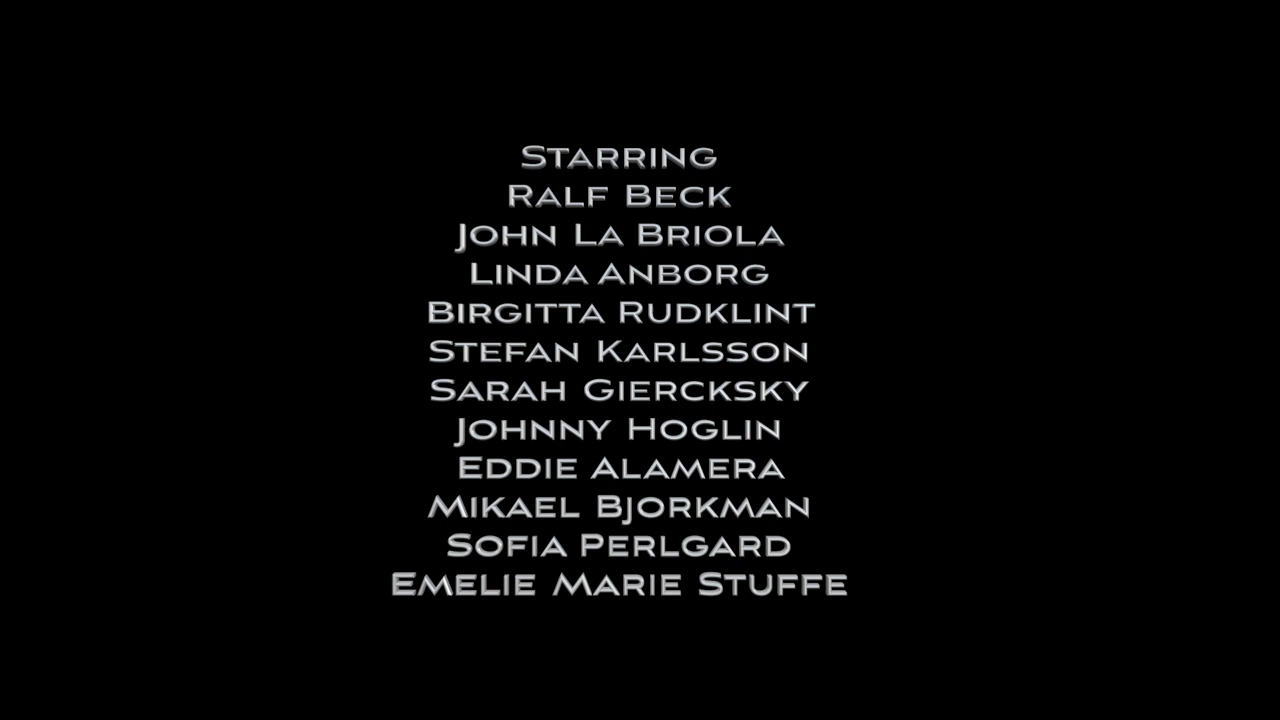 Starring
Ralf Beck
John La Briola
Linda Anborg
Birgitta Rudklint
Stefan Karlsson
Sarah Giercksky
Johnny Hoglin
Eddie Alamera
Mikael Bjorkman
Sofia Perlgard
Emelie Marie Stuffe